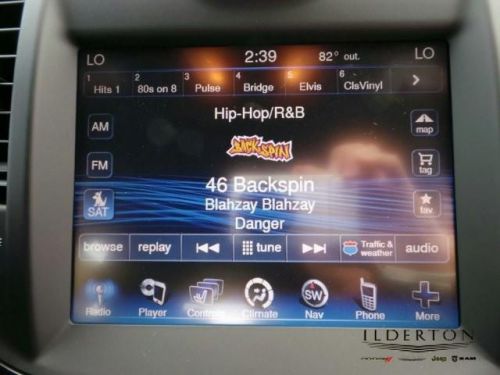 LO 2:39 82° out. LO
1 2 3 4 5 6
Hits 1 80s on 8 Pulse Bridge Elvis ClsVinyl >
Hip-Hop/R&B
AM map
BACKSPIN
FM tag
46 Backspin
SAT Blahzay Blahzay fav
Danger
browse replay tune Traffic & weather audio
SW
Radio Player Controls Climate Nav Phone More
ILDERTON
Jeep RAM